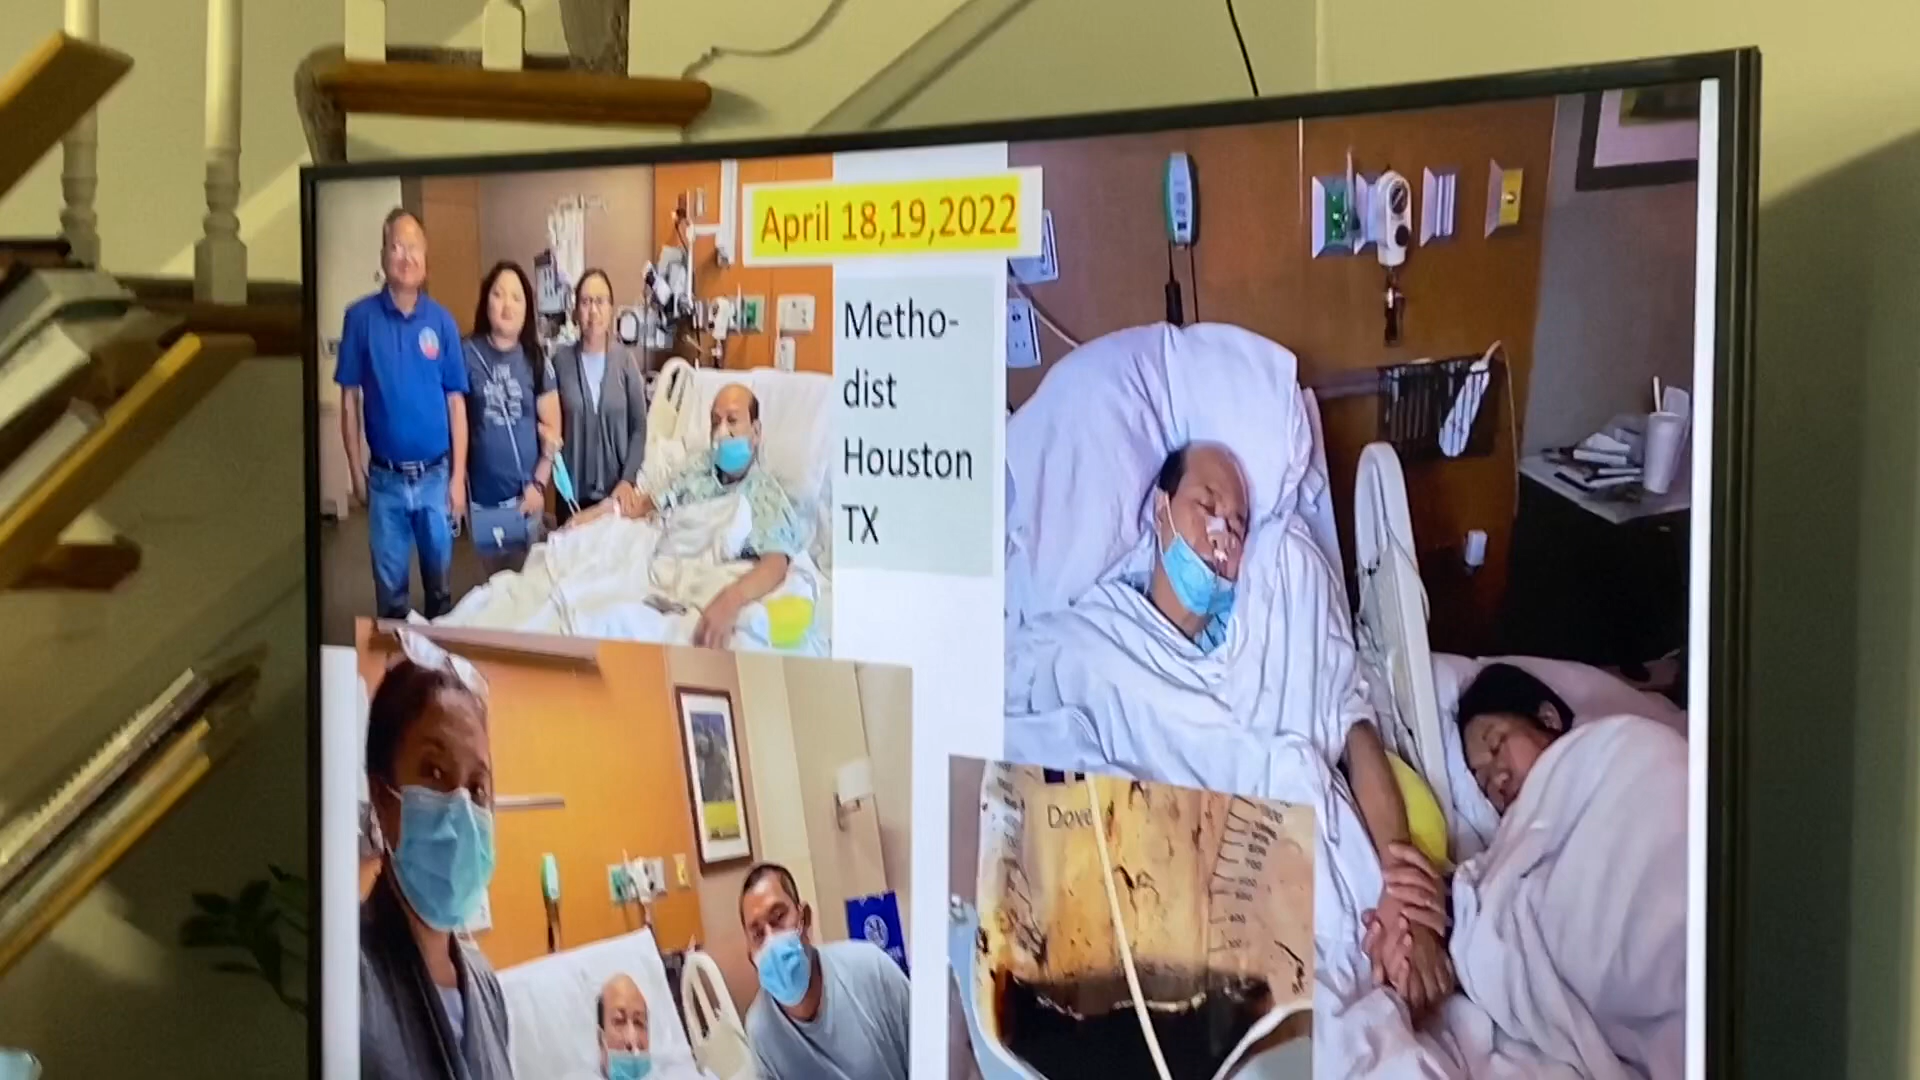 April 18,19,2022
Metho-
dist
Houston
TX
Dove